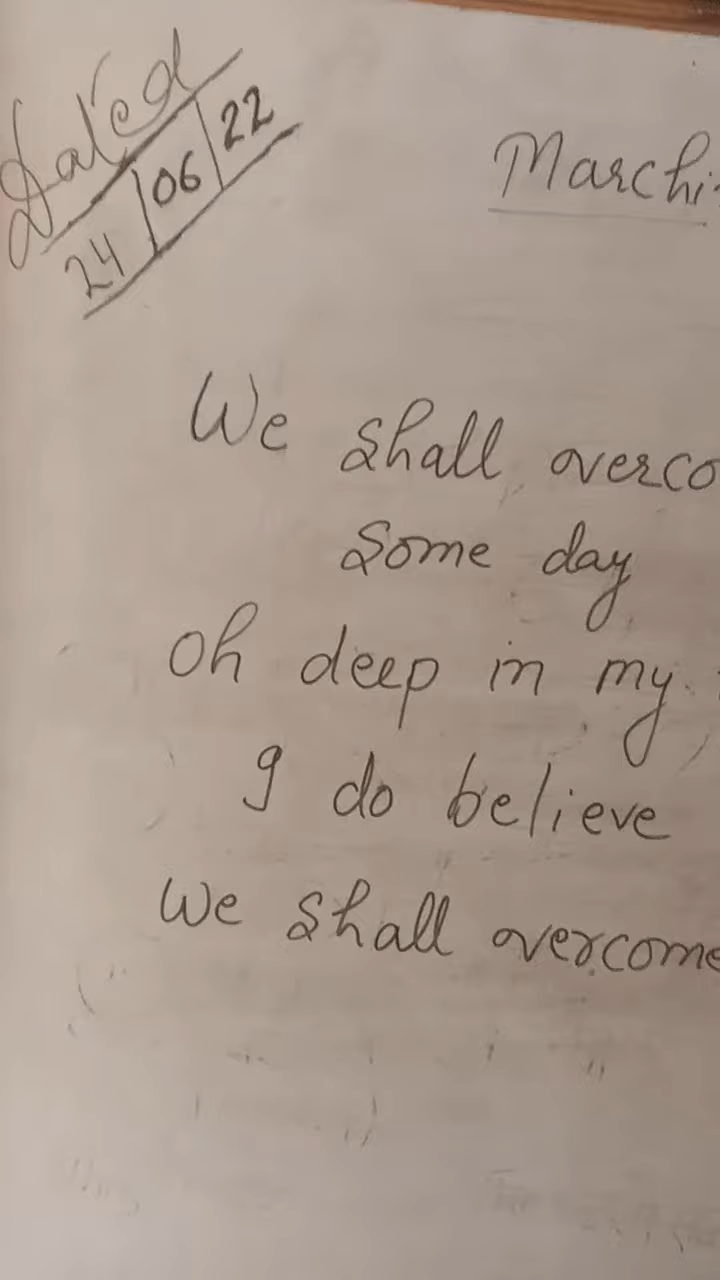 Dated
24/06/22
Marchi
We shall overco
Some day
Oh deep in my
I do believe
We shall overcome